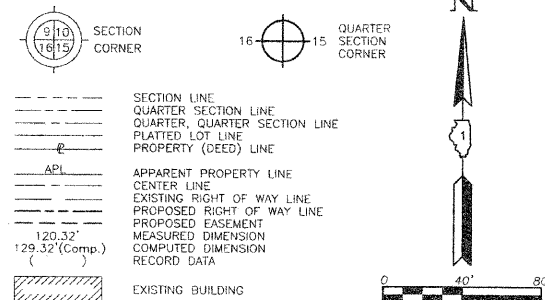 N
9 10
16 15
SECTION
CORNER
16
15
QUARTER
SECTION
CORNER
SECTION LINE
QUARTER SECTION LINE
QUARTER, QUARTER SECTION LINE
PLATTED LOT LINE
℄ PROPERTY (DEED) LINE
APL APPARENT PROPERTY LINE
CENTER LINE
EXISTING RIGHT OF WAY LINE
PROPOSED RIGHT OF WAY LINE
PROPOSED EASEMENT
120.32' MEASURED DIMENSION
129.32'(Comp.) COMPUTED DIMENSION
( ) RECORD DATA
EXISTING BUILDING
1
0 40' 80